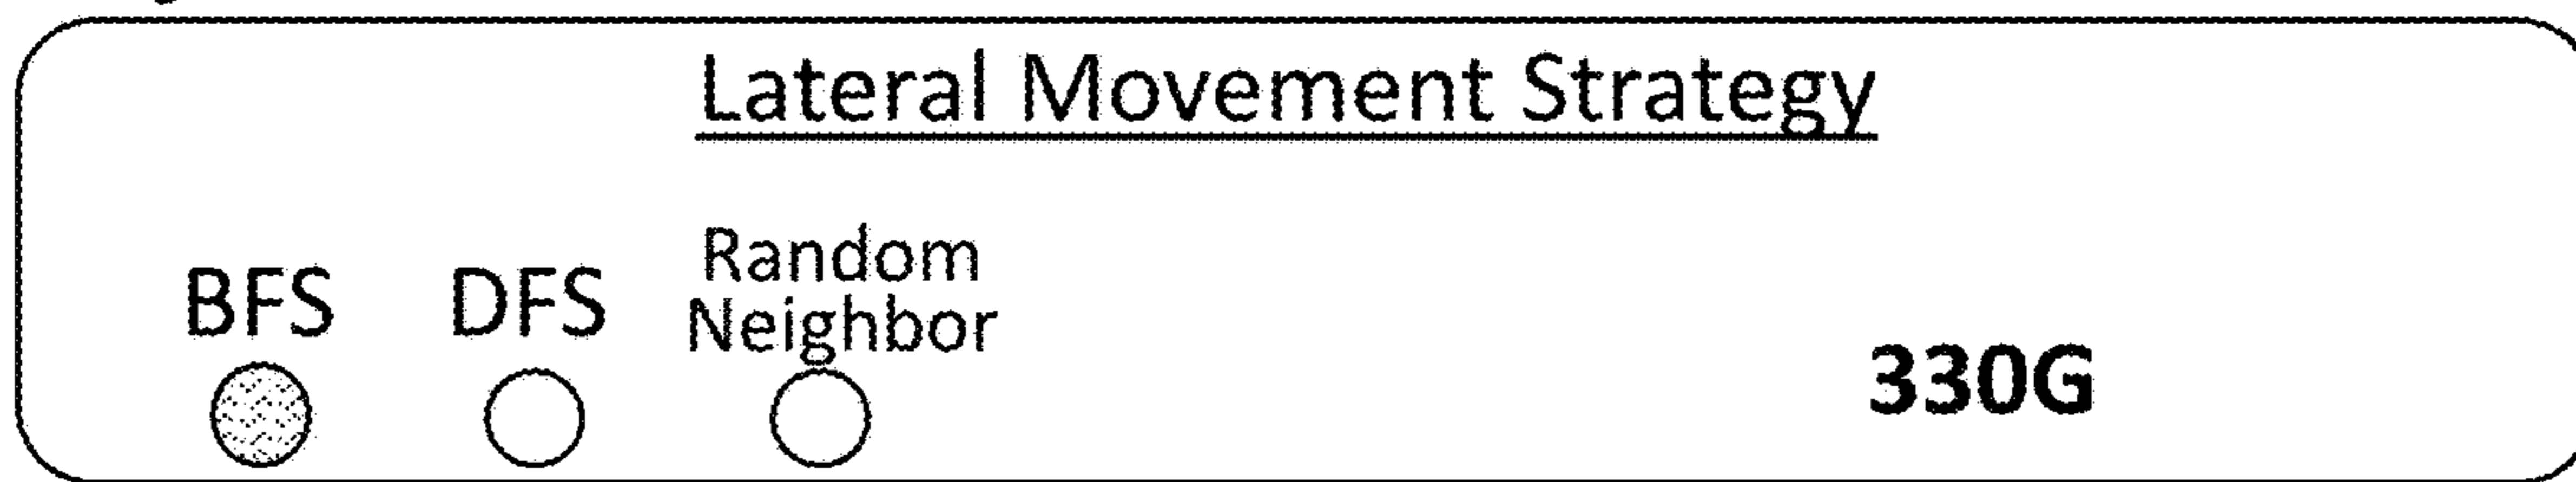 Lateral Movement Strategy
BFS DFS Random Neighbor
330G